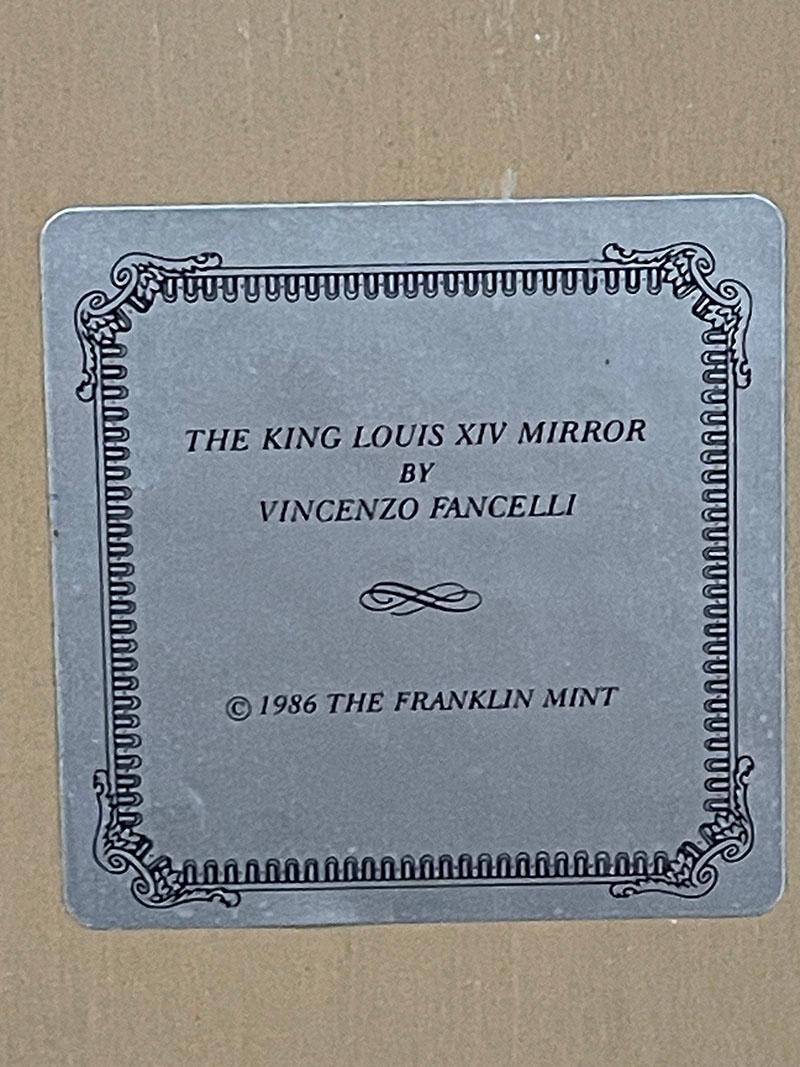 THE KING LOUIS XIV MIRROR
BY
VINCENZO FANCELLI
© 1986 THE FRANKLIN MINT